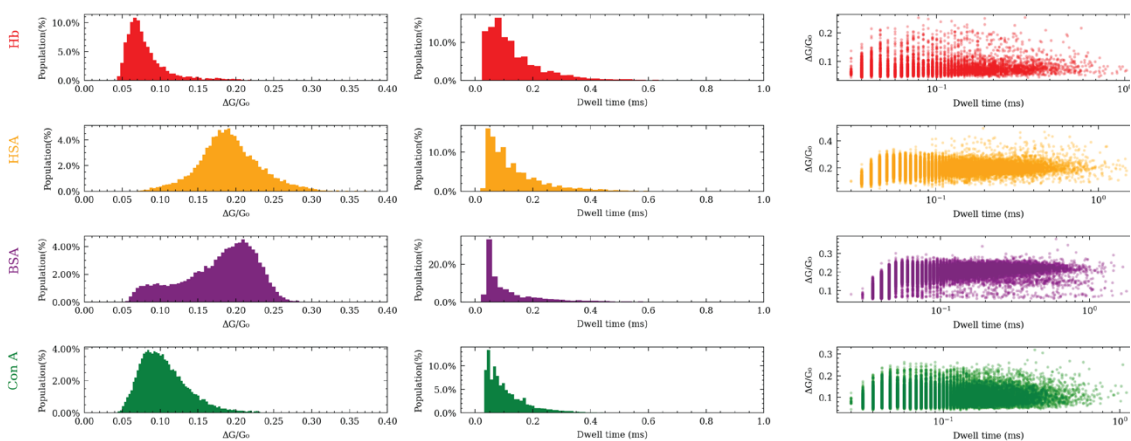 Hb
Population(%)
10.0%
5.0%
0.0%
0.00 0.05 0.10 0.15 0.20 0.25 0.30 0.35 0.40
ΔG/G₀
Population(%)
10.0%
0.0%
0.0 0.2 0.4 0.6 0.8 1.0
Dwell time (ms)
ΔG/G₀
0.2
0.1
10⁻¹ 10⁰
Dwell time (ms)
HSA
Population(%)
4.0%
2.0%
0.0%
0.00 0.05 0.10 0.15 0.20 0.25 0.30 0.35 0.40
ΔG/G₀
Population(%)
15.0%
10.0%
5.0%
0.0%
0.0 0.2 0.4 0.6 0.8 1.0
Dwell time (ms)
ΔG/G₀
0.4
0.2
10⁻¹ 10⁰
Dwell time (ms)
BSA
Population(%)
4.00%
2.00%
0.00%
0.00 0.05 0.10 0.15 0.20 0.25 0.30 0.35 0.40
ΔG/G₀
Population(%)
20.0%
0.0%
0.0 0.2 0.4 0.6 0.8 1.0
Dwell time (ms)
ΔG/G₀
0.3
0.2
0.1
10⁻¹ 10⁰
Dwell time (ms)
Con A
Population(%)
4.00%
2.00%
0.00%
0.00 0.05 0.10 0.15 0.20 0.25 0.30 0.35 0.40
ΔG/G₀
Population(%)
10.0%
5.0%
0.0%
0.0 0.2 0.4 0.6 0.8 1.0
Dwell time (ms)
ΔG/G₀
0.3
0.2
0.1
10⁻¹ 10⁰
Dwell time (ms)